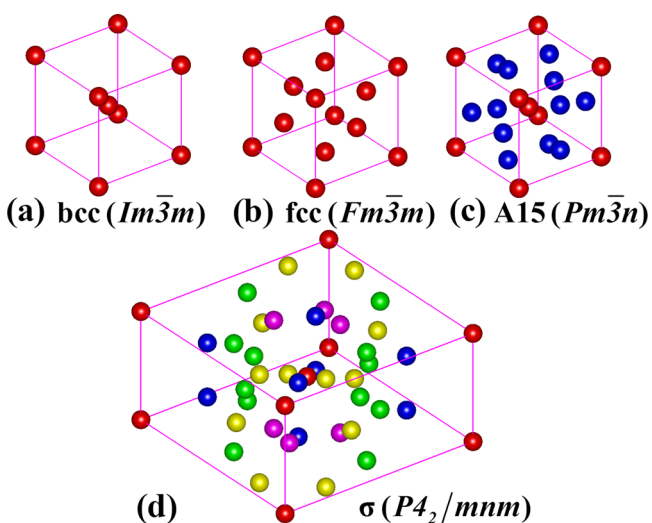 (a) bcc (Im3̅m) (b) fcc (Fm3̅m) (c) A15 (Pm3̅n)
(d) σ (P4₂/mnm)